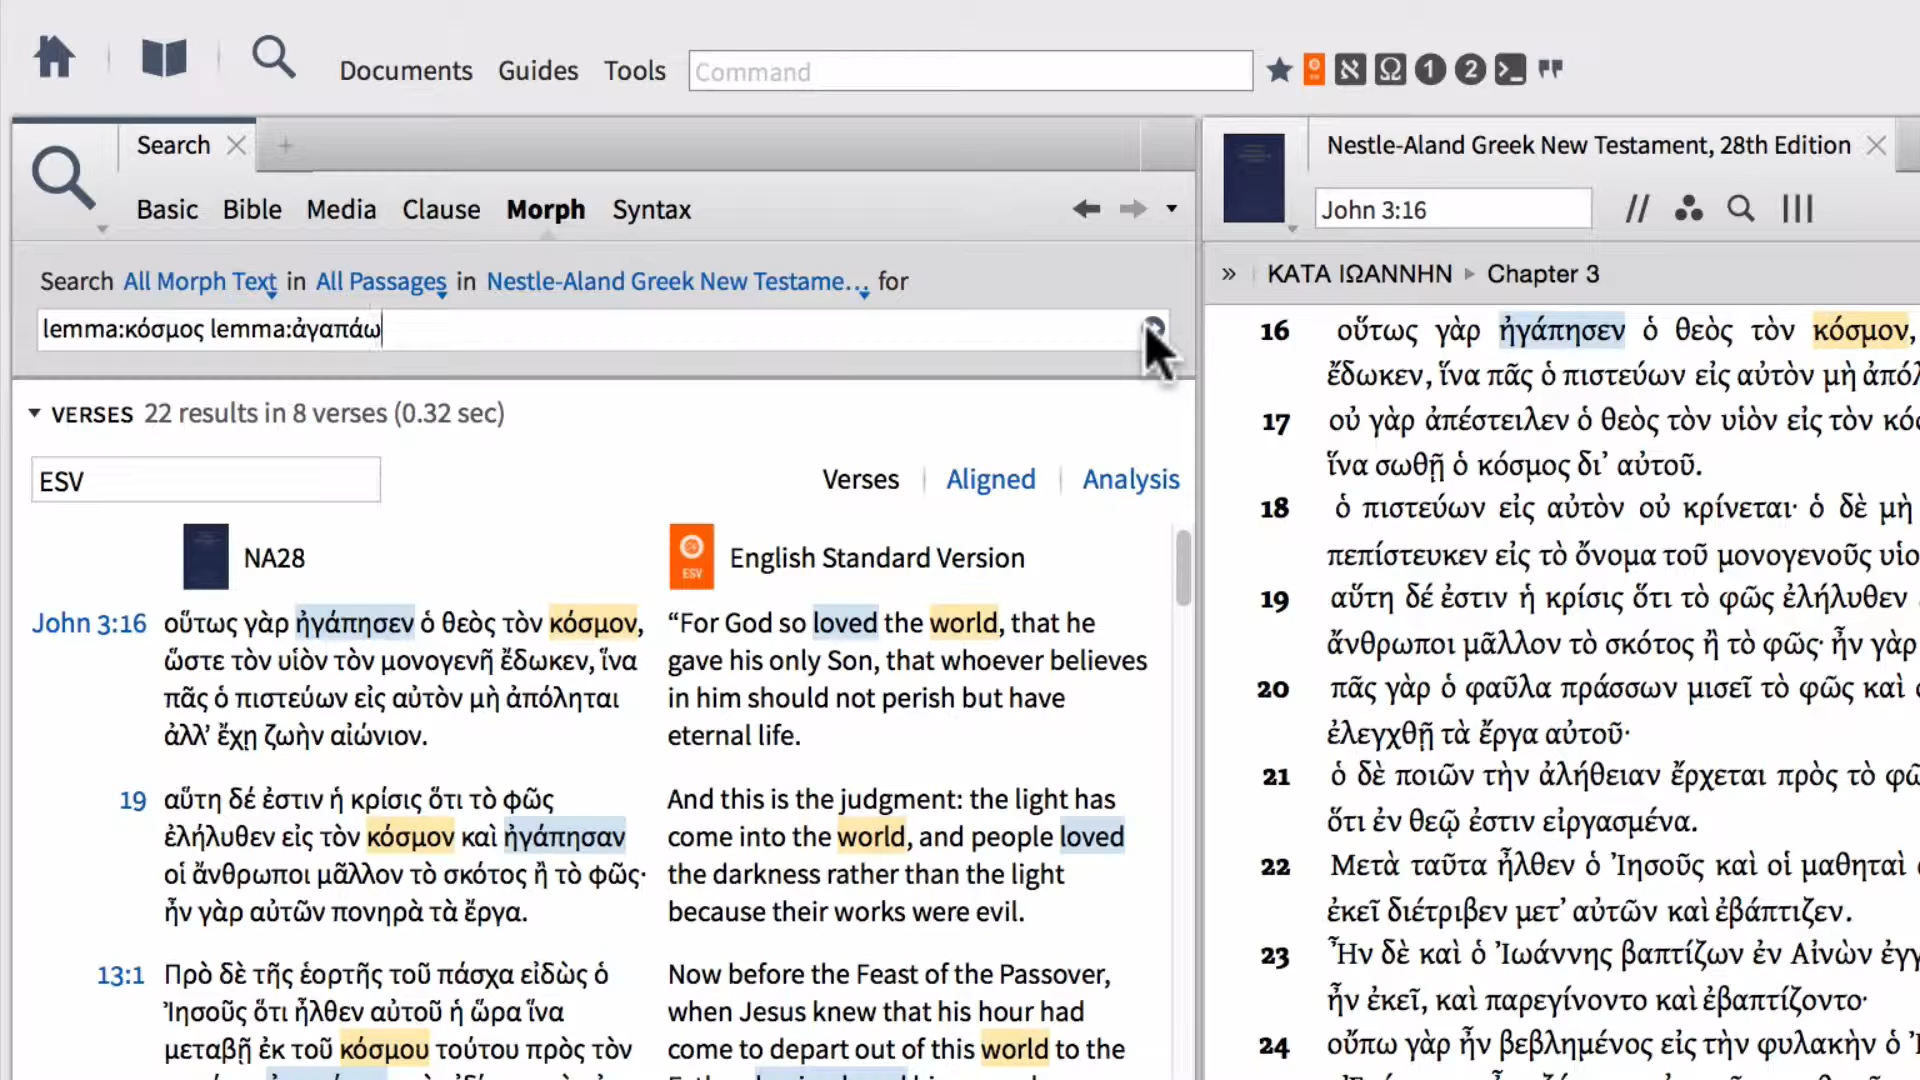 Documents Guides Tools Command
Search
Basic Bible Media Clause Morph Syntax
Search All Morph Text in All Passages in Nestle-Aland Greek New Testame... for
lemma:κόσμος lemma:ἀγαπάω
VERSES 22 results in 8 verses (0.32 sec)
ESV
Verses Aligned Analysis
NA28
ESV
English Standard Version
John 3:16 οὕτως γὰρ ἠγάπησεν ὁ θεὸς τὸν κόσμον,
ὥστε τὸν υἱὸν τὸν μονογενῆ ἔδωκεν, ἵνα
πᾶς ὁ πιστεύων εἰς αὐτὸν μὴ ἀπόληται
ἀλλ’ ἔχῃ ζωὴν αἰώνιον.
“For God so loved the world, that he
gave his only Son, that whoever believes
in him should not perish but have
eternal life.
19 αὕτη δέ ἐστιν ἡ κρίσις ὅτι τὸ φῶς
ἐλήλυθεν εἰς τὸν κόσμον καὶ ἠγάπησαν
οἱ ἄνθρωποι μᾶλλον τὸ σκότος ἢ τὸ φῶς·
ἦν γὰρ αὐτῶν πονηρὰ τὰ ἔργα.
And this is the judgment: the light has
come into the world, and people loved
the darkness rather than the light
because their works were evil.
13:1 Πρὸ δὲ τῆς ἑορτῆς τοῦ πάσχα εἰδὼς ὁ
Ἰησοῦς ὅτι ἦλθεν αὐτοῦ ἡ ὥρα ἵνα
μεταβῇ ἐκ τοῦ κόσμου τούτου πρὸς τὸν
Now before the Feast of the Passover,
when Jesus knew that his hour had
come to depart out of this world to the
Nestle-Aland Greek New Testament, 28th Edition
John 3:16
» ΚΑΤΑ ΙΩΑΝΝΗΝ Chapter 3
16 οὕτως γὰρ ἠγάπησεν ὁ θεὸς τὸν κόσμον,
ἔδωκεν, ἵνα πᾶς ὁ πιστεύων εἰς αὐτὸν μὴ
17 οὐ γὰρ ἀπέστειλεν ὁ θεὸς τὸν υἱὸν εἰς τὸν
ἵνα σωθῇ ὁ κόσμος δι’ αὐτοῦ.
18 ὁ πιστεύων εἰς αὐτὸν οὐ κρίνεται· ὁ δὲ μὴ
πεπίστευκεν εἰς τὸ ὄνομα τοῦ μονογενοῦς
19 αὕτη δέ ἐστιν ἡ κρίσις ὅτι τὸ φῶς ἐλήλυθεν
ἄνθρωποι μᾶλλον τὸ σκότος ἢ τὸ φῶς· ἦν γὰρ
20 πᾶς γὰρ ὁ φαῦλα πράσσων μισεῖ τὸ φῶς καὶ
ἐλεγχθῇ τὰ ἔργα αὐτοῦ·
21 ὁ δὲ ποιῶν τὴν ἀλήθειαν ἔρχεται πρὸς τὸ
ὅτι ἐν θεῷ ἐστιν εἰργασμένα.
22 Μετὰ ταῦτα ἦλθεν ὁ Ἰησοῦς καὶ οἱ μαθηταὶ
ἐκεῖ διέτριβεν μετ’ αὐτῶν καὶ ἐβάπτιζεν.
23 Ἦν δὲ καὶ ὁ Ἰωάννης βαπτίζων ἐν Αἰνὼν
ἦν ἐκεῖ, καὶ παρεγίνοντο καὶ ἐβαπτίζοντο·
24 οὔπω γὰρ ἦν βεβλημένος εἰς τὴν φυλακὴν ὁ